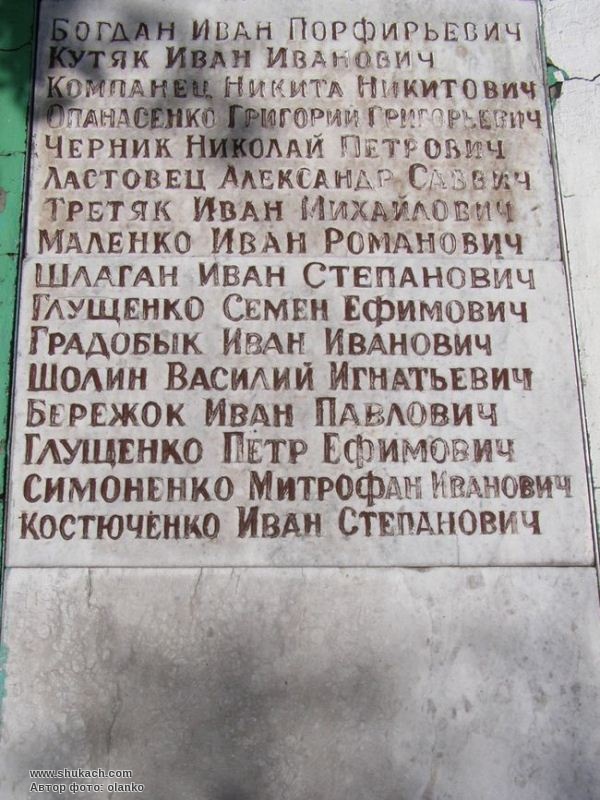 Богдан Иван Порфирьевич
Кутяк Иван Иванович
Компанец Никита Никитович
Опанасенко Григорий Григорьевич
Черник Николай Петрович
Ластовец Александр Саввич
Третяк Иван Михайлович
Маленко Иван Романович
Шлаган Иван Степанович
Глущенко Семен Ефимович
Градобык Иван Иванович
Шолин Василий Игнатьевич
Бережок Иван Павлович
Глущенко Петр Ефимович
Симоненко Митрофан Иванович
Костюченко Иван Степанович
www.shukach.com
Автор фото: olanko